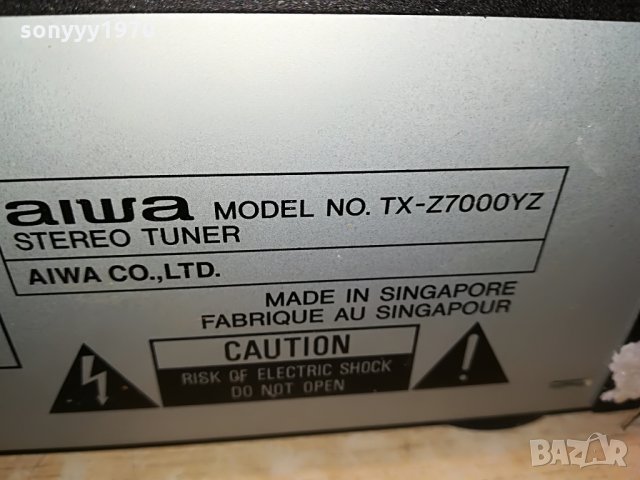 sonyyy1970
aiwa MODEL NO. TX-Z7000YZ
STEREO TUNER
AIWA CO.,LTD.
MADE IN SINGAPORE
FABRIQUE AU SINGAPOUR
CAUTION
RISK OF ELECTRIC SHOCK
DO NOT OPEN
BAZAR